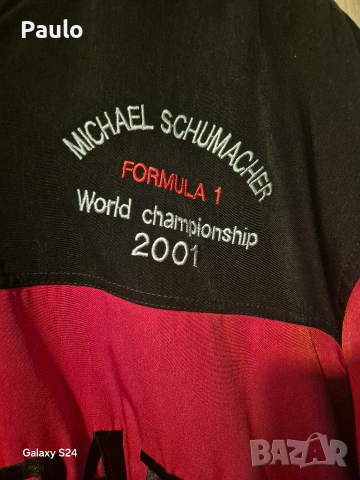 Paulo
MICHAEL SCHUMACHER
FORMULA 1
World championship
2001
Galaxy S24
BAZAR